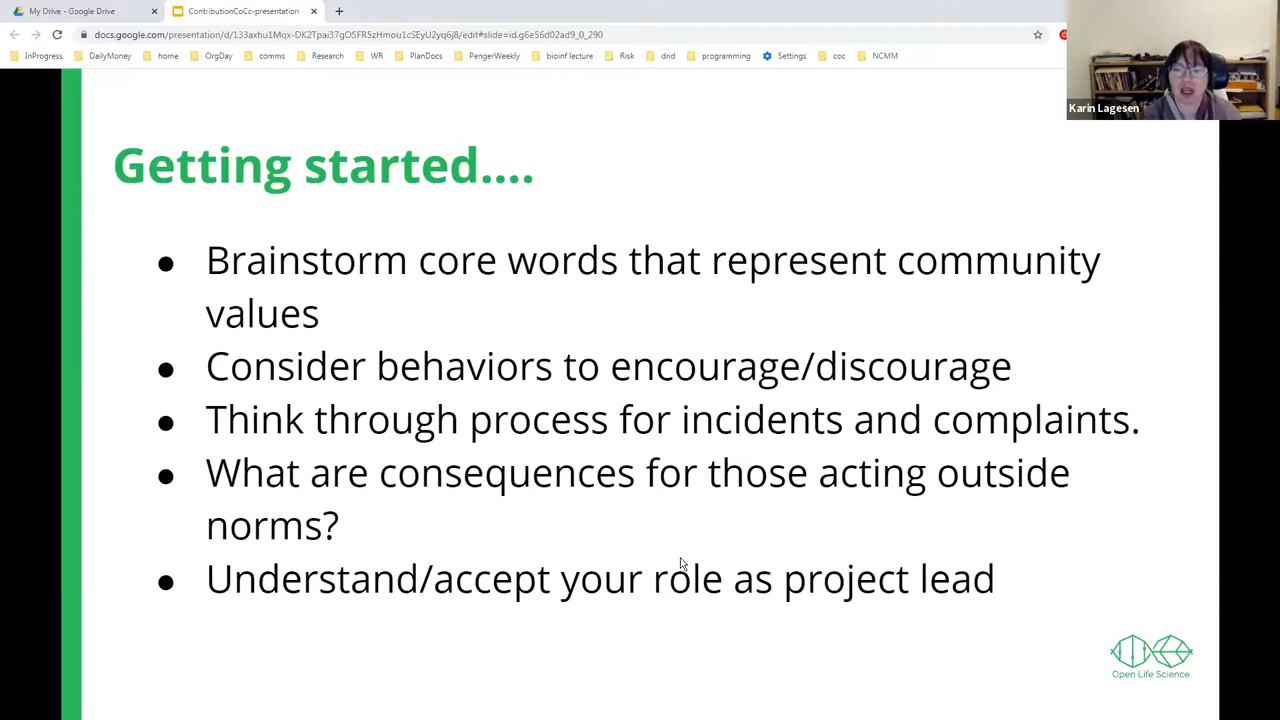 My Drive - Google Drive
ContributionCoCc-presentation
docs.google.com/presentation/d/133axhu1Mqx-DK2Tpai37gOSFR5zHmou1cSEyU2yq6j8/edit#slide=id.g6e56d02ad9_0_290
InProgress DailyMoney home OrgDay comms Research WR PlanDocs PengerWeekly bioinf lecture Risk dnd programming Settings coc NCMM
Karin Lagesen
Getting started....
● Brainstorm core words that represent community
values
● Consider behaviors to encourage/discourage
● Think through process for incidents and complaints.
● What are consequences for those acting outside
norms?
● Understand/accept your role as project lead
Open Life Science